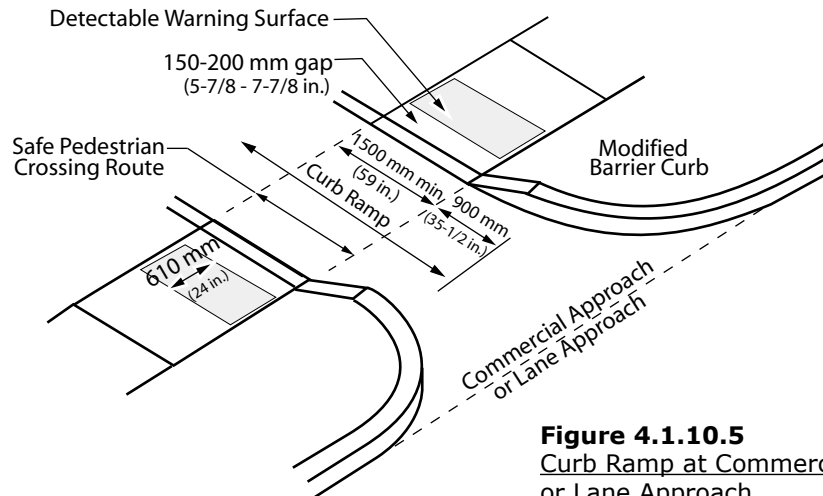 Detectable Warning Surface
150-200 mm gap
(5-7/8 - 7-7/8 in.)
Safe Pedestrian
Crossing Route
1500 mm min.
(59 in.)
Curb Ramp
900 mm
(35-1/2 in.)
Modified
Barrier Curb
610 mm
(24 in.)
Commercial Approach
or Lane Approach
Figure 4.1.10.5
Curb Ramp at Commerc
or Lane Approach